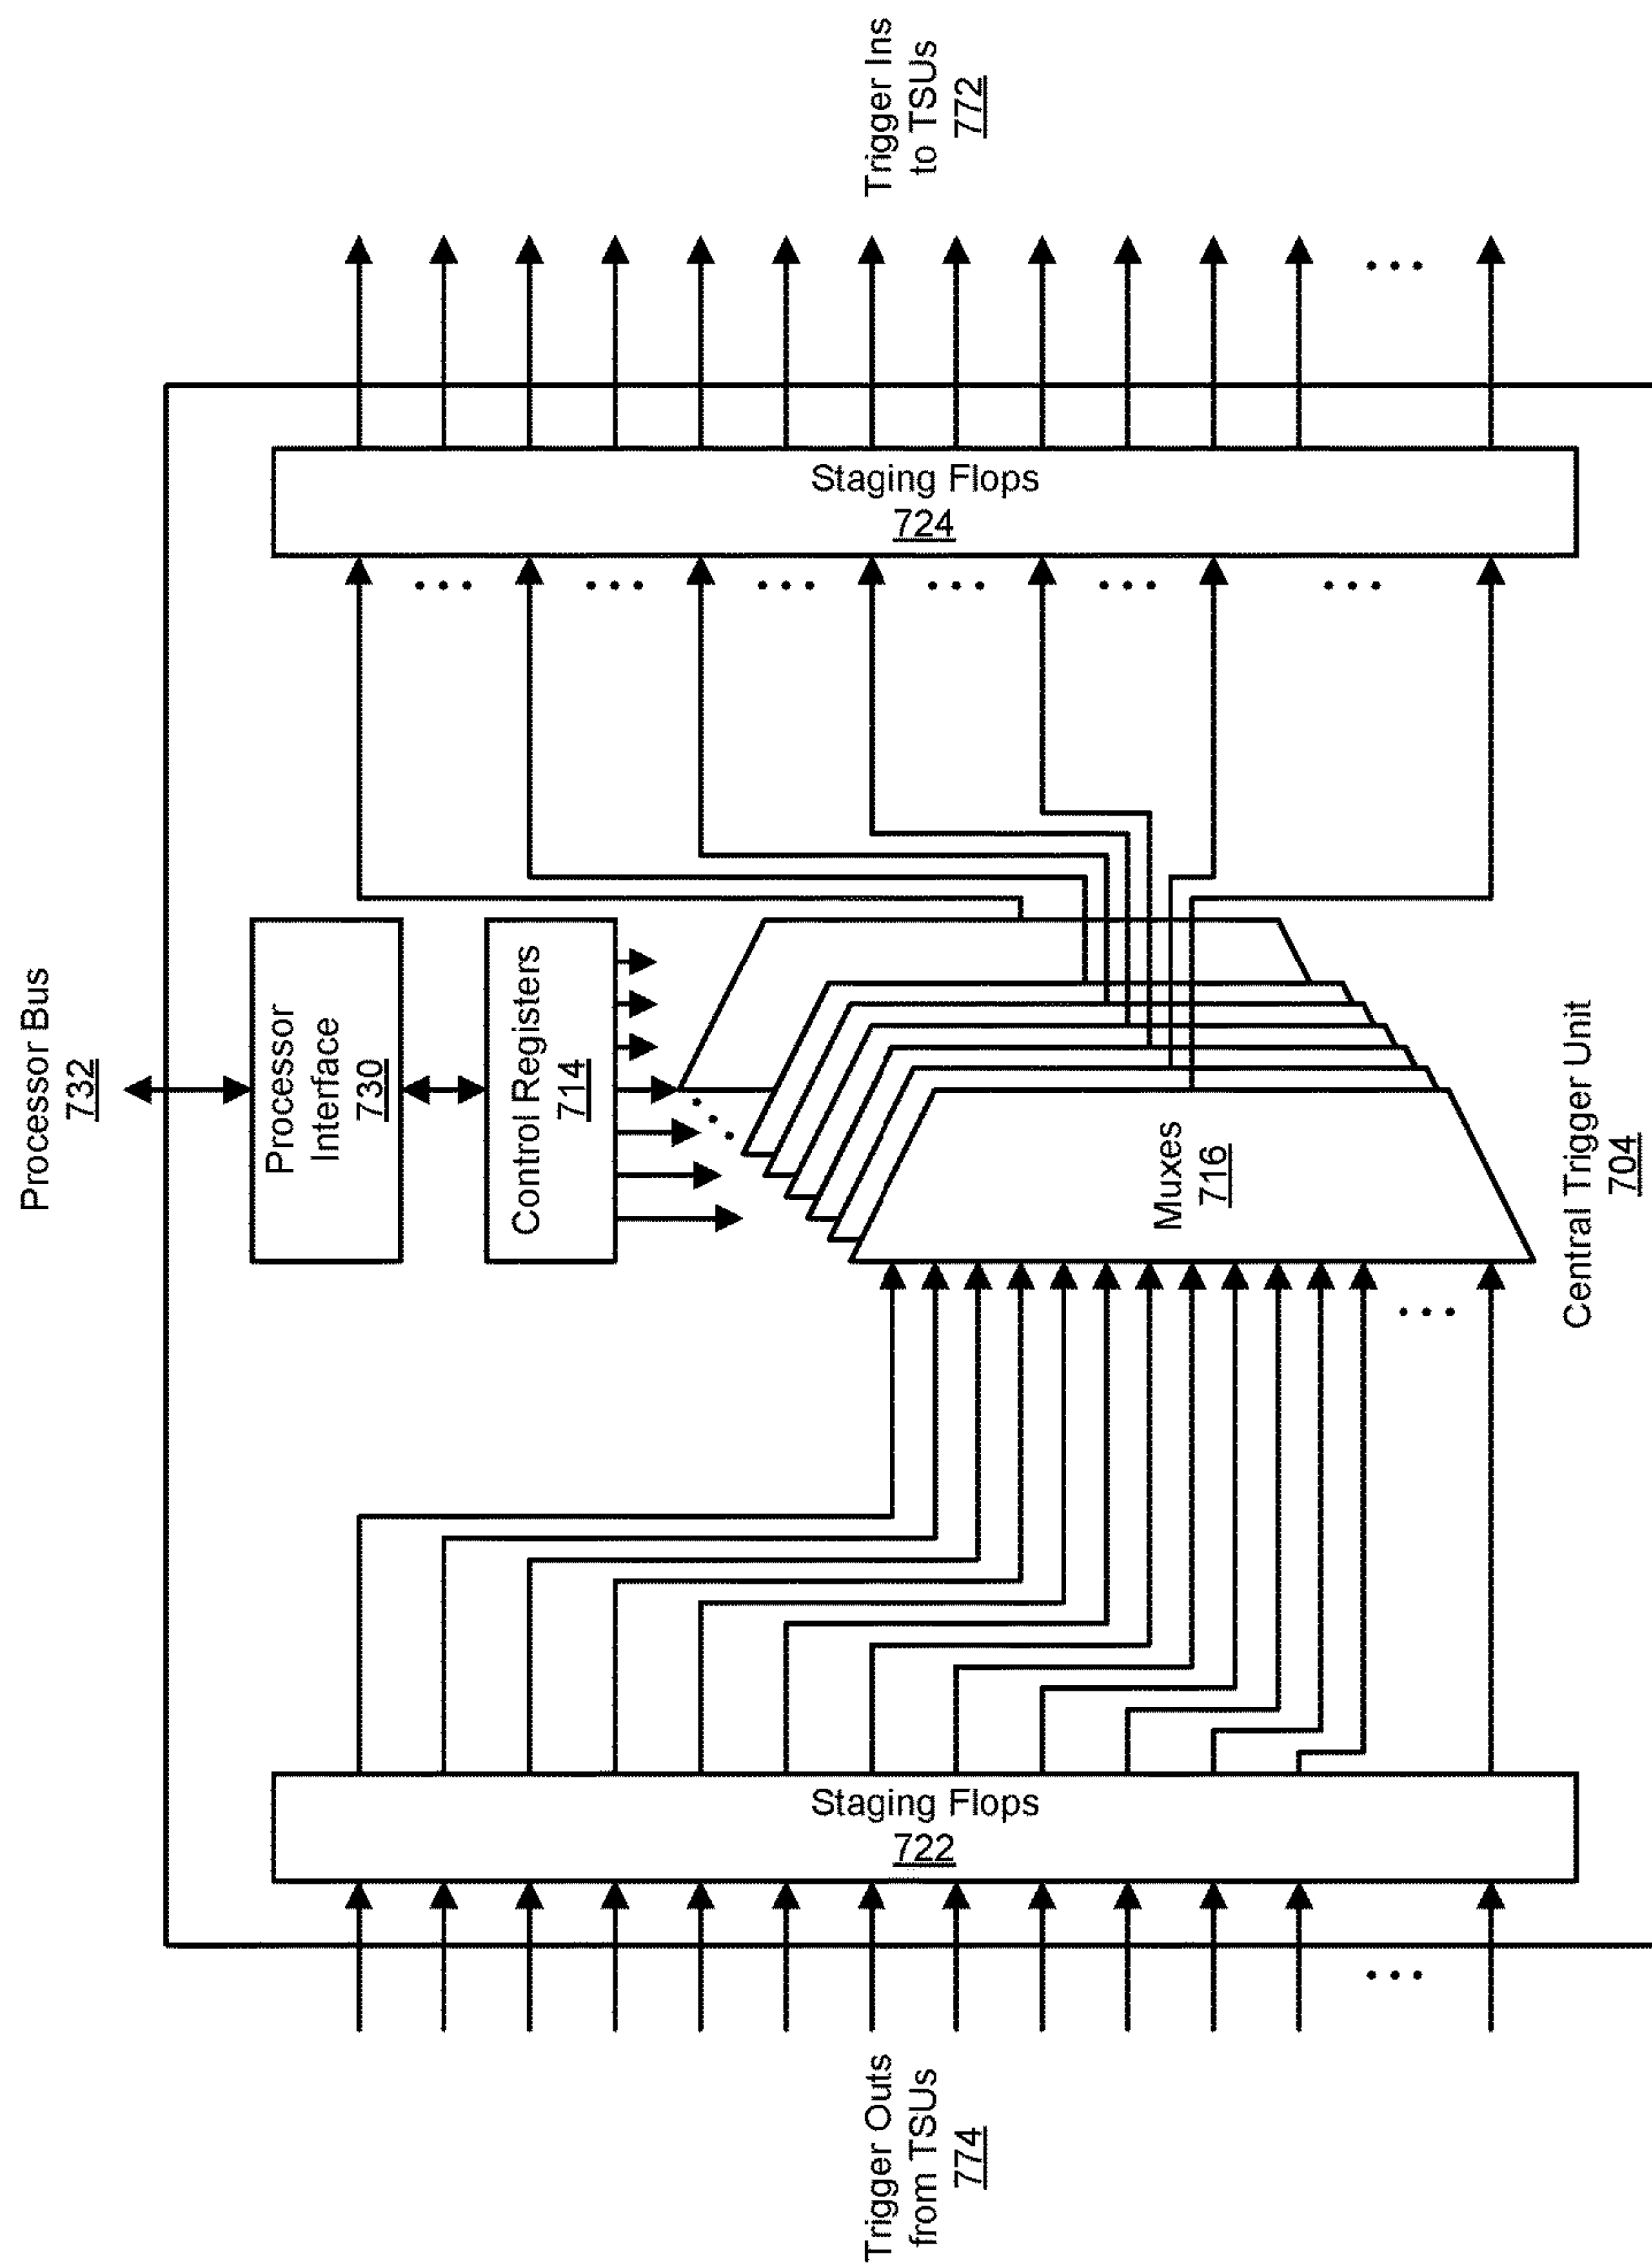 Processor Bus
732
Processor
Interface
730
Control Registers
714
Trigger Outs
from TSUs
774
Staging Flops
722
Muxes
716
Staging Flops
724
Trigger Ins
to TSUs
772
Central Trigger Unit
704